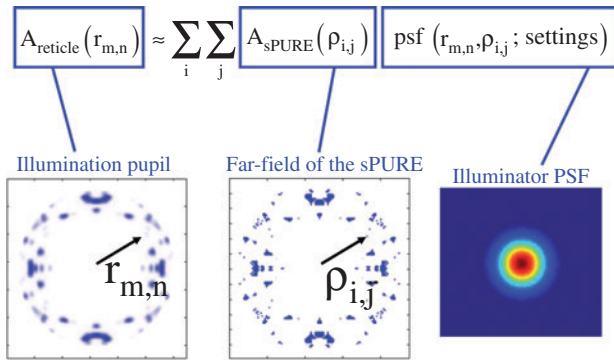 A_reticle(r_m,n) ≈ ∑_i ∑_j A_sPURE(ρ_i,j) psf (r_m,n,ρ_i,j; settings)
Illumination pupil Far-field of the sPURE Illuminator PSF
r_m,n ρ_i,j